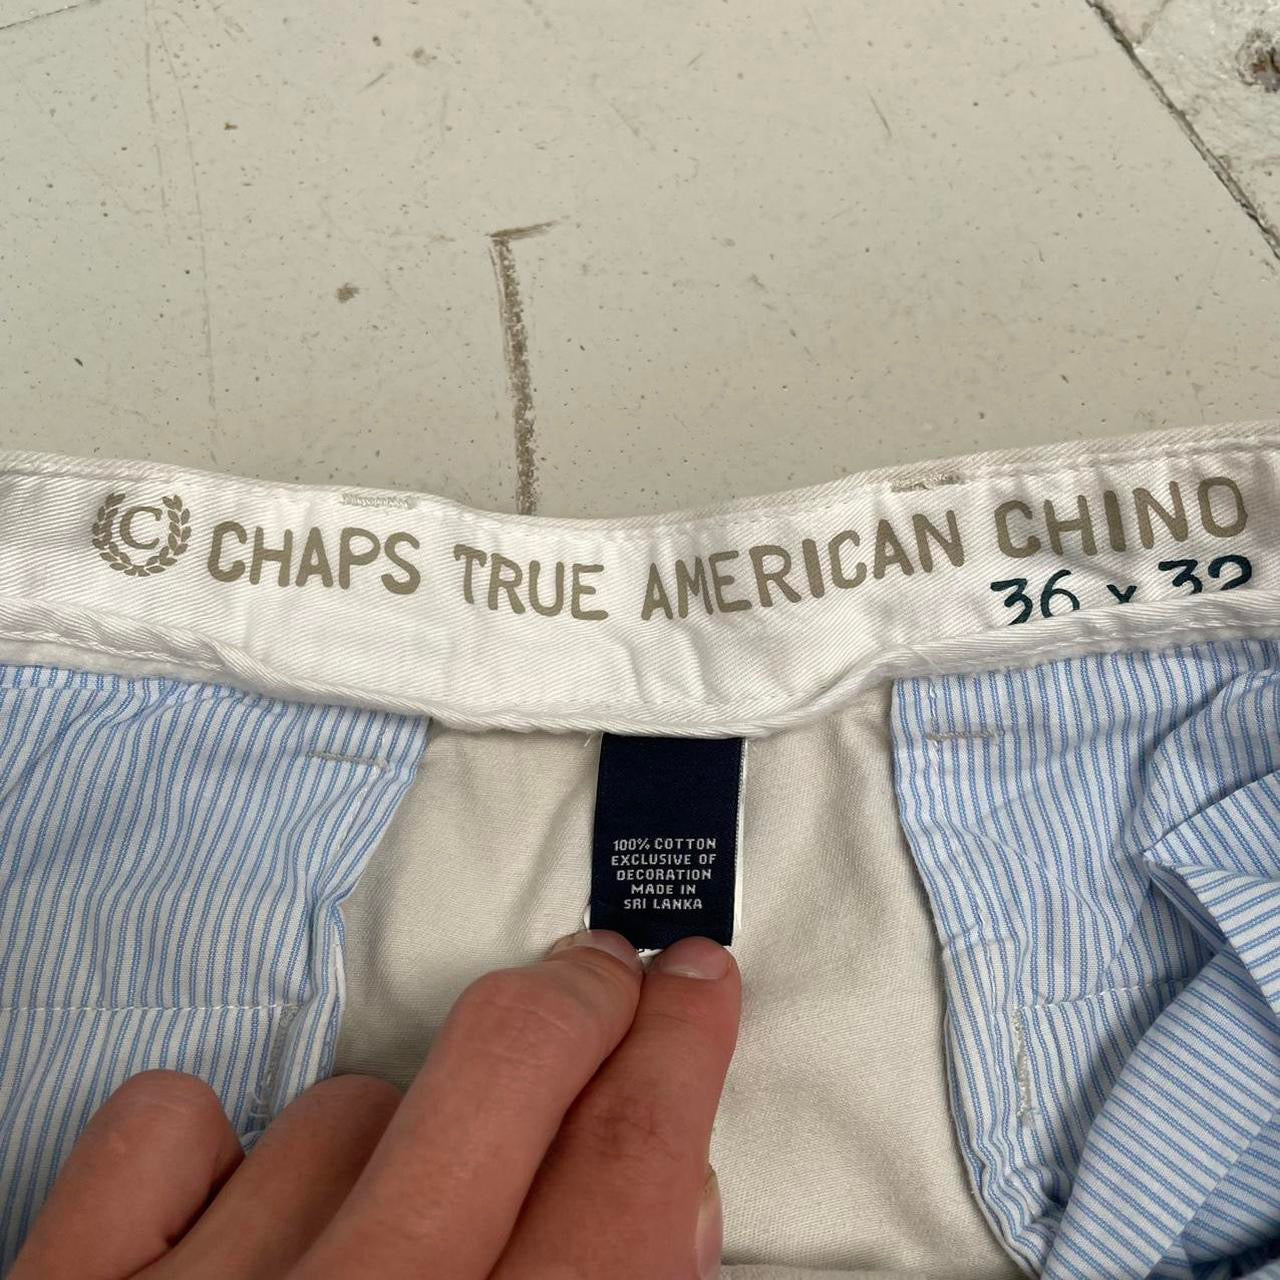 C CHAPS TRUE AMERICAN CHINO
36 x 32
100% COTTON
EXCLUSIVE OF
DECORATION
MADE IN
SRI LANKA